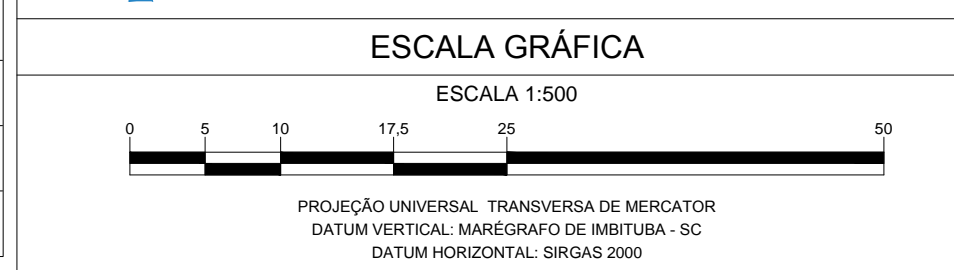 ESCALA GRÁFICA
ESCALA 1:500
0 5 10 17,5 25 50
PROJEÇÃO UNIVERSAL TRANSVERSA DE MERCATOR
DATUM VERTICAL: MARÉGRAFO DE IMBITUBA - SC
DATUM HORIZONTAL: SIRGAS 2000